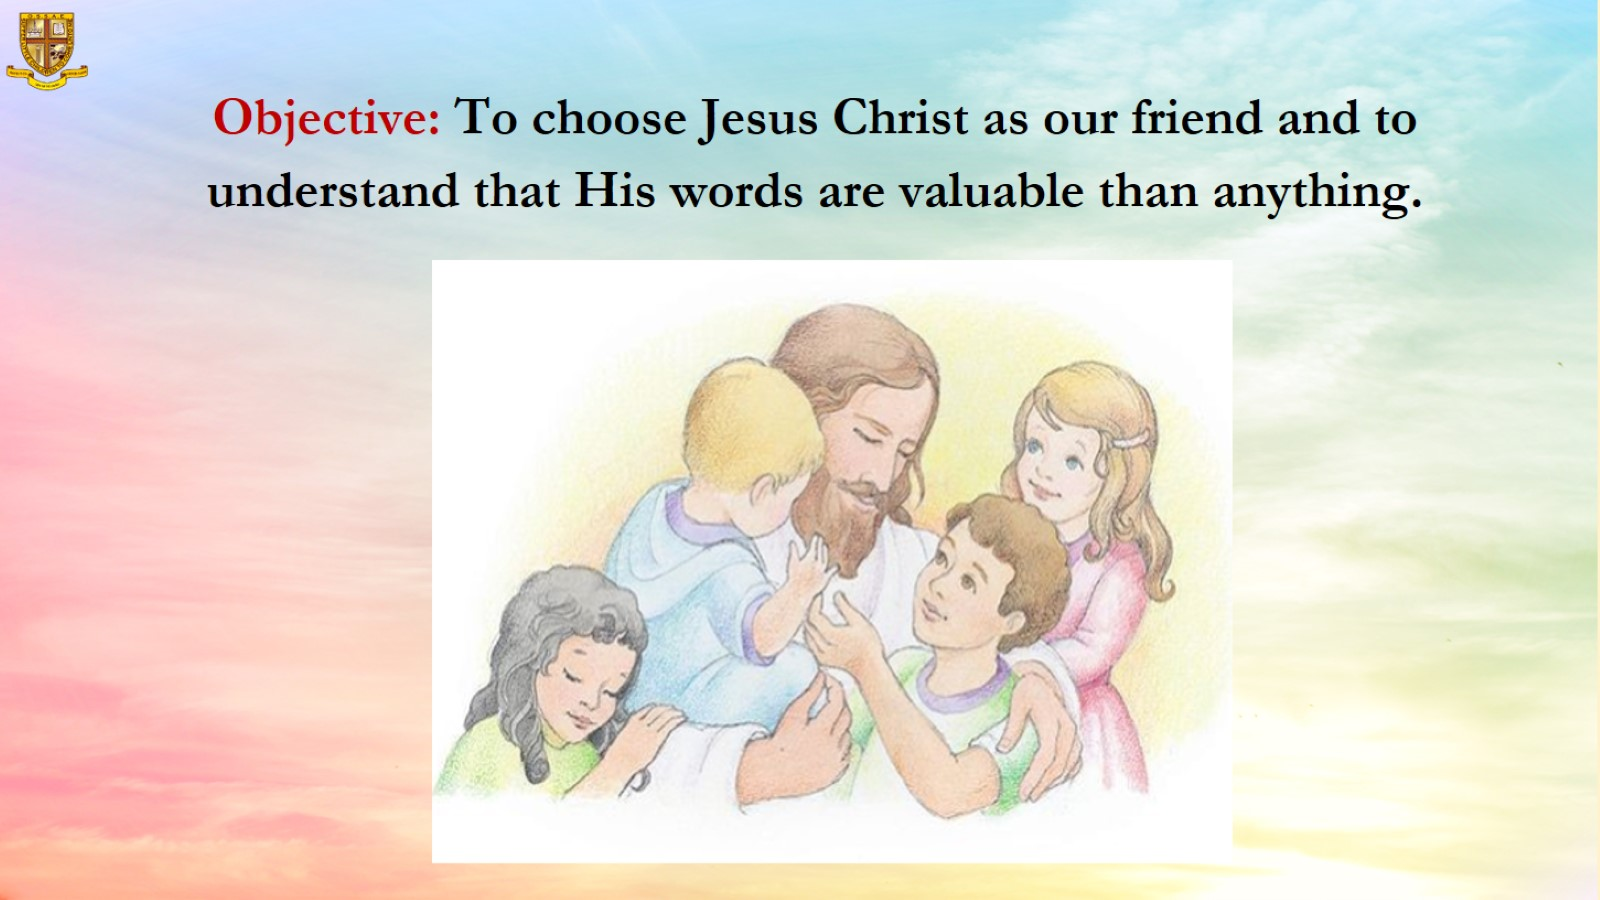 O.S.S.A.E
Objective: To choose Jesus Christ as our friend and to
understand that His words are valuable than anything.